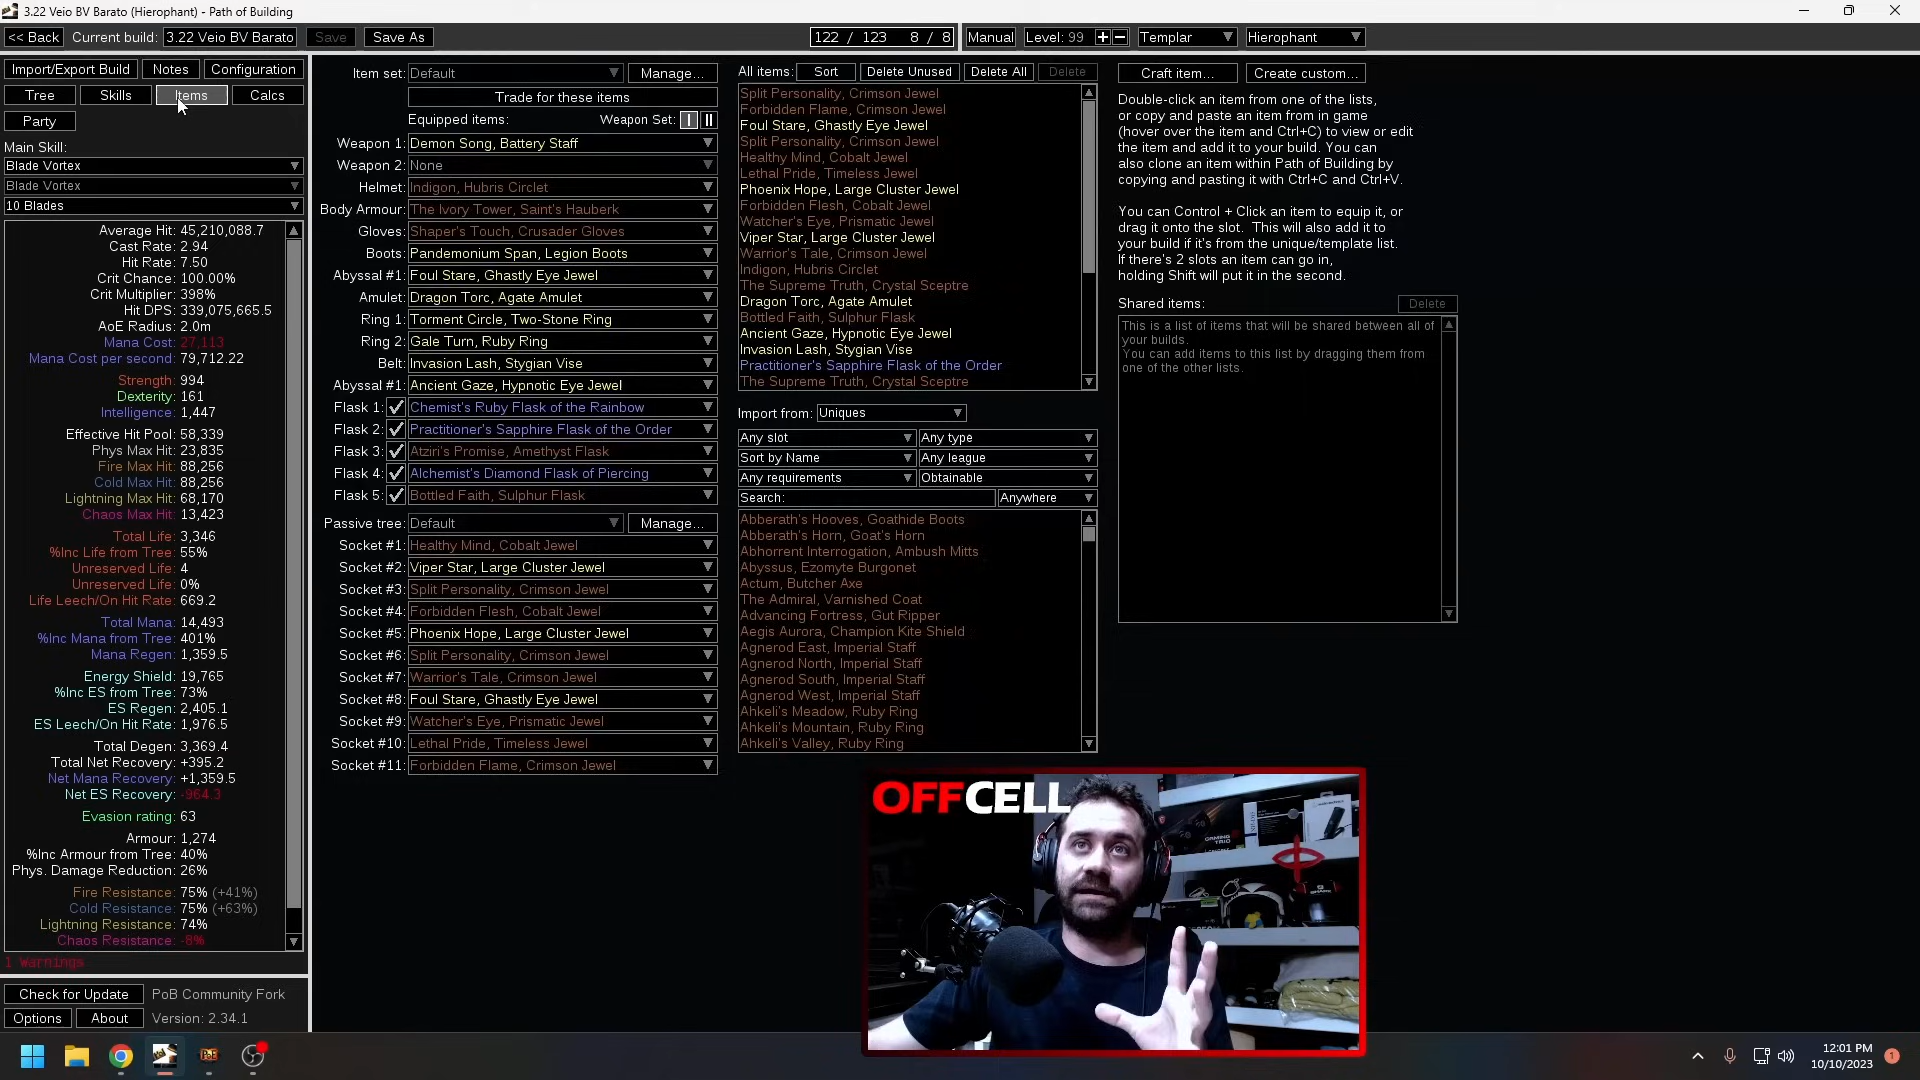 3.22 Veio BV Barato (Hierophant) - Path of Building
<< Back Current build: 3.22 Veio BV Barato Save Save As 122 / 123 8 / 8 Manual Level: 99 + - Templar Hierophant
Import/Export Build Notes Configuration
Tree Skills Items Calcs
Party
Main Skill:
Blade Vortex
Blade Vortex
10 Blades
Average Hit: 45,210,088.7
Cast Rate: 2.94
Hit Rate: 7.50
Crit Chance: 100.00%
Crit Multiplier: 398%
Hit DPS: 339,075,665.5
AoE Radius: 2.0m
Mana Cost: 27,113
Mana Cost per second: 79,712.22
Strength: 994
Dexterity: 161
Intelligence: 1,447
Effective Hit Pool: 58,339
Phys Max Hit: 23,835
Fire Max Hit: 88,256
Cold Max Hit: 88,256
Lightning Max Hit: 68,170
Chaos Max Hit: 13,423
Total Life: 3,346
%Inc Life from Tree: 55%
Unreserved Life: 4
Unreserved Life: 0%
Life Leech/On Hit Rate: 669.2
Total Mana: 14,493
%Inc Mana from Tree: 401%
Mana Regen: 1,359.5
Energy Shield: 19,765
%Inc ES from Tree: 73%
ES Regen: 2,405.1
ES Leech/On Hit Rate: 1,976.5
Total Degen: 3,369.4
Total Net Recovery: +395.2
Net Mana Recovery: +1,359.5
Net ES Recovery: -964.3
Evasion rating: 63
Armour: 1,274
%Inc Armour from Tree: 40%
Phys. Damage Reduction: 26%
Fire Resistance: 75% (+41%)
Cold Resistance: 75% (+63%)
Lightning Resistance: 74%
Chaos Resistance: -8%
1 Warnings
Check for Update PoB Community Fork
Options About Version: 2.34.1
Item set: Default Manage...
Trade for these items
Equipped items: Weapon Set: I II
Weapon 1: Demon Song, Battery Staff
Weapon 2: None
Helmet: Indigon, Hubris Circlet
Body Armour: The Ivory Tower, Saint's Hauberk
Gloves: Shaper's Touch, Crusader Gloves
Boots: Pandemonium Span, Legion Boots
Abyssal #1: Foul Stare, Ghastly Eye Jewel
Amulet: Dragon Torc, Agate Amulet
Ring 1: Torment Circle, Two-Stone Ring
Ring 2: Gale Turn, Ruby Ring
Belt: Invasion Lash, Stygian Vise
Abyssal #1: Ancient Gaze, Hypnotic Eye Jewel
Flask 1: Chemist's Ruby Flask of the Rainbow
Flask 2: Practitioner's Sapphire Flask of the Order
Flask 3: Atziri's Promise, Amethyst Flask
Flask 4: Alchemist's Diamond Flask of Piercing
Flask 5: Bottled Faith, Sulphur Flask
Passive tree: Default Manage...
Socket #1: Healthy Mind, Cobalt Jewel
Socket #2: Viper Star, Large Cluster Jewel
Socket #3: Split Personality, Crimson Jewel
Socket #4: Forbidden Flesh, Cobalt Jewel
Socket #5: Phoenix Hope, Large Cluster Jewel
Socket #6: Split Personality, Crimson Jewel
Socket #7: Warrior's Tale, Crimson Jewel
Socket #8: Foul Stare, Ghastly Eye Jewel
Socket #9: Watcher's Eye, Prismatic Jewel
Socket #10: Lethal Pride, Timeless Jewel
Socket #11: Forbidden Flame, Crimson Jewel
All items: Sort Delete Unused Delete All Delete
Split Personality, Crimson Jewel
Forbidden Flame, Crimson Jewel
Foul Stare, Ghastly Eye Jewel
Split Personality, Crimson Jewel
Healthy Mind, Cobalt Jewel
Lethal Pride, Timeless Jewel
Phoenix Hope, Large Cluster Jewel
Forbidden Flesh, Cobalt Jewel
Watcher's Eye, Prismatic Jewel
Viper Star, Large Cluster Jewel
Warrior's Tale, Crimson Jewel
Indigon, Hubris Circlet
The Supreme Truth, Crystal Sceptre
Dragon Torc, Agate Amulet
Bottled Faith, Sulphur Flask
Ancient Gaze, Hypnotic Eye Jewel
Invasion Lash, Stygian Vise
Practitioner's Sapphire Flask of the Order
The Supreme Truth, Crystal Sceptre
Import from: Uniques
Any slot Any type
Sort by Name Any league
Any requirements Obtainable
Search: Anywhere
Abberath's Hooves, Goathide Boots
Abberath's Horn, Goat's Horn
Abhorrent Interrogation, Ambush Mitts
Abyssus, Ezomyte Burgonet
Actum, Butcher Axe
The Admiral, Varnished Coat
Advancing Fortress, Gut Ripper
Aegis Aurora, Champion Kite Shield
Agnerod East, Imperial Staff
Agnerod North, Imperial Staff
Agnerod South, Imperial Staff
Agnerod West, Imperial Staff
Ahkeli's Meadow, Ruby Ring
Ahkeli's Mountain, Ruby Ring
Ahkeli's Valley, Ruby Ring
Craft item... Create custom...
Double-click an item from one of the lists,
or copy and paste an item from in game
(hover over the item and Ctrl+C) to view or edit
the item and add it to your build. You can
also clone an item within Path of Building by
copying and pasting it with Ctrl+C and Ctrl+V.
You can Control + Click an item to equip it, or
drag it onto the slot. This will also add it to
your build if it's from the unique/template list.
If there's 2 slots an item can go in,
holding Shift will put it in the second.
Shared items: Delete
This is a list of items that will be shared between all of
your builds.
You can add items to this list by dragging them from
one of the other lists.
OFFCELL
12:01 PM
10/10/2023
1